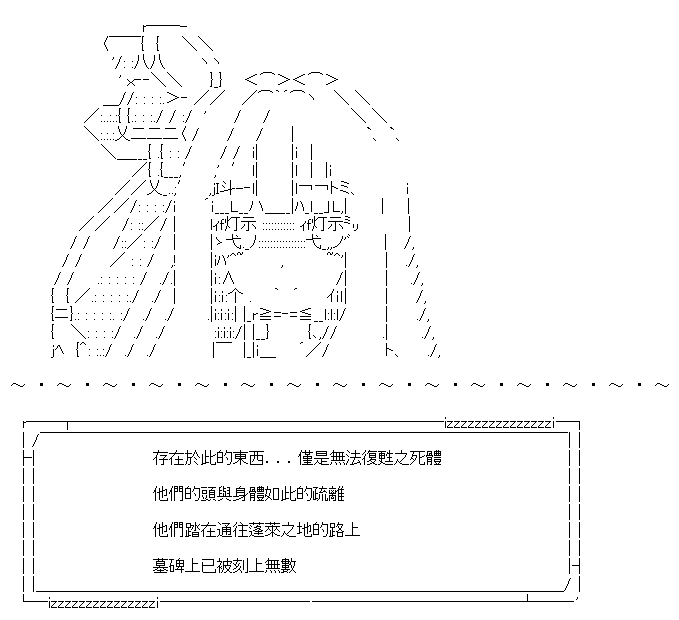 存在於此的東西...僅是無法復甦之死體
他們的頭與身體如此的疏離
他們踏在通往蓬萊之地的路上
墓碑上已被刻上無數